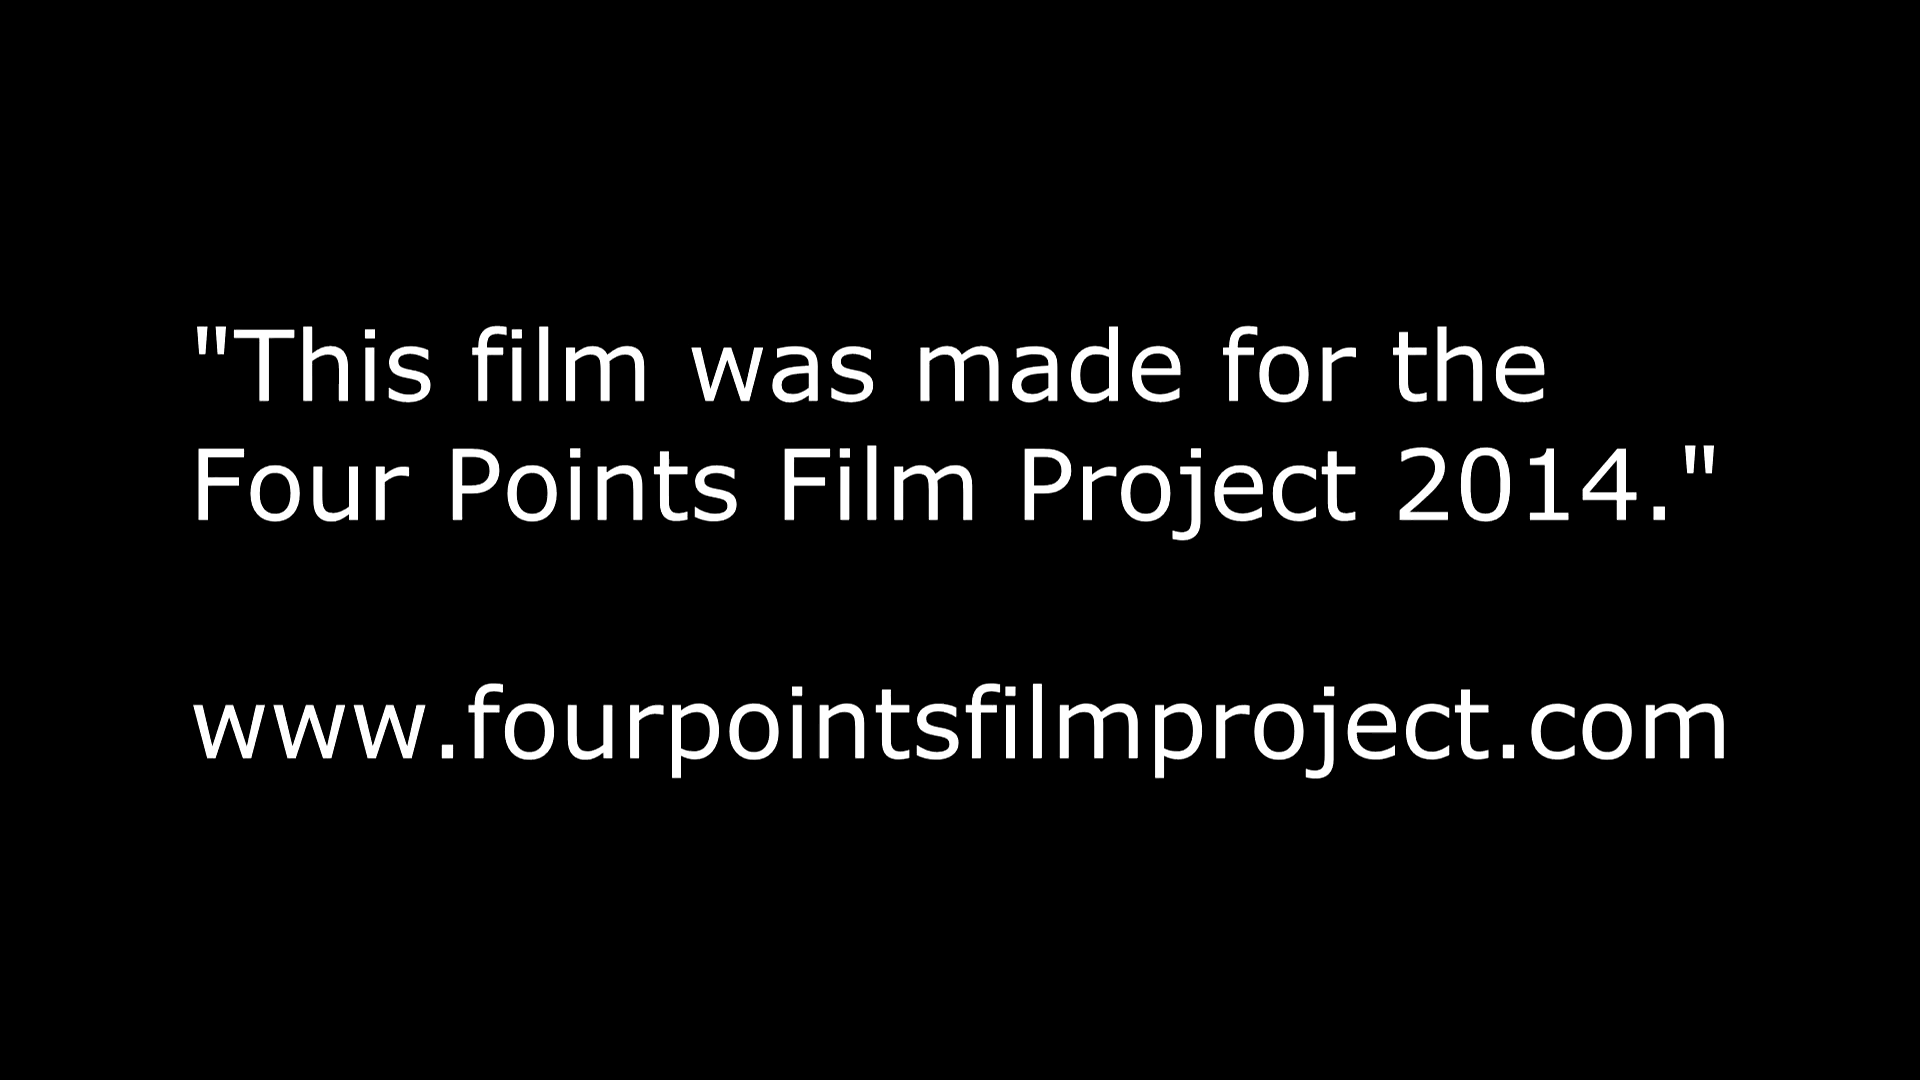 "This film was made for the
Four Points Film Project 2014."
www.fourpointsfilmproject.com